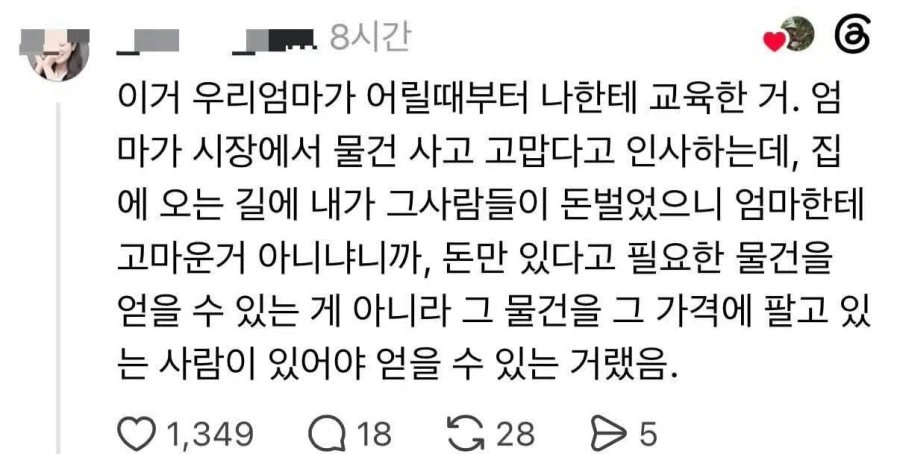 8시간
이거 우리엄마가 어릴때부터 나한테 교육한 거. 엄
마가 시장에서 물건 사고 고맙다고 인사하는데, 집
에 오는 길에 내가 그사람들이 돈벌었으니 엄마한테
고마운거 아니냐니까, 돈만 있다고 필요한 물건을
얻을 수 있는 게 아니라 그 물건을 그 가격에 팔고 있
는 사람이 있어야 얻을 수 있는 거랬음.
1,349 18 28 5